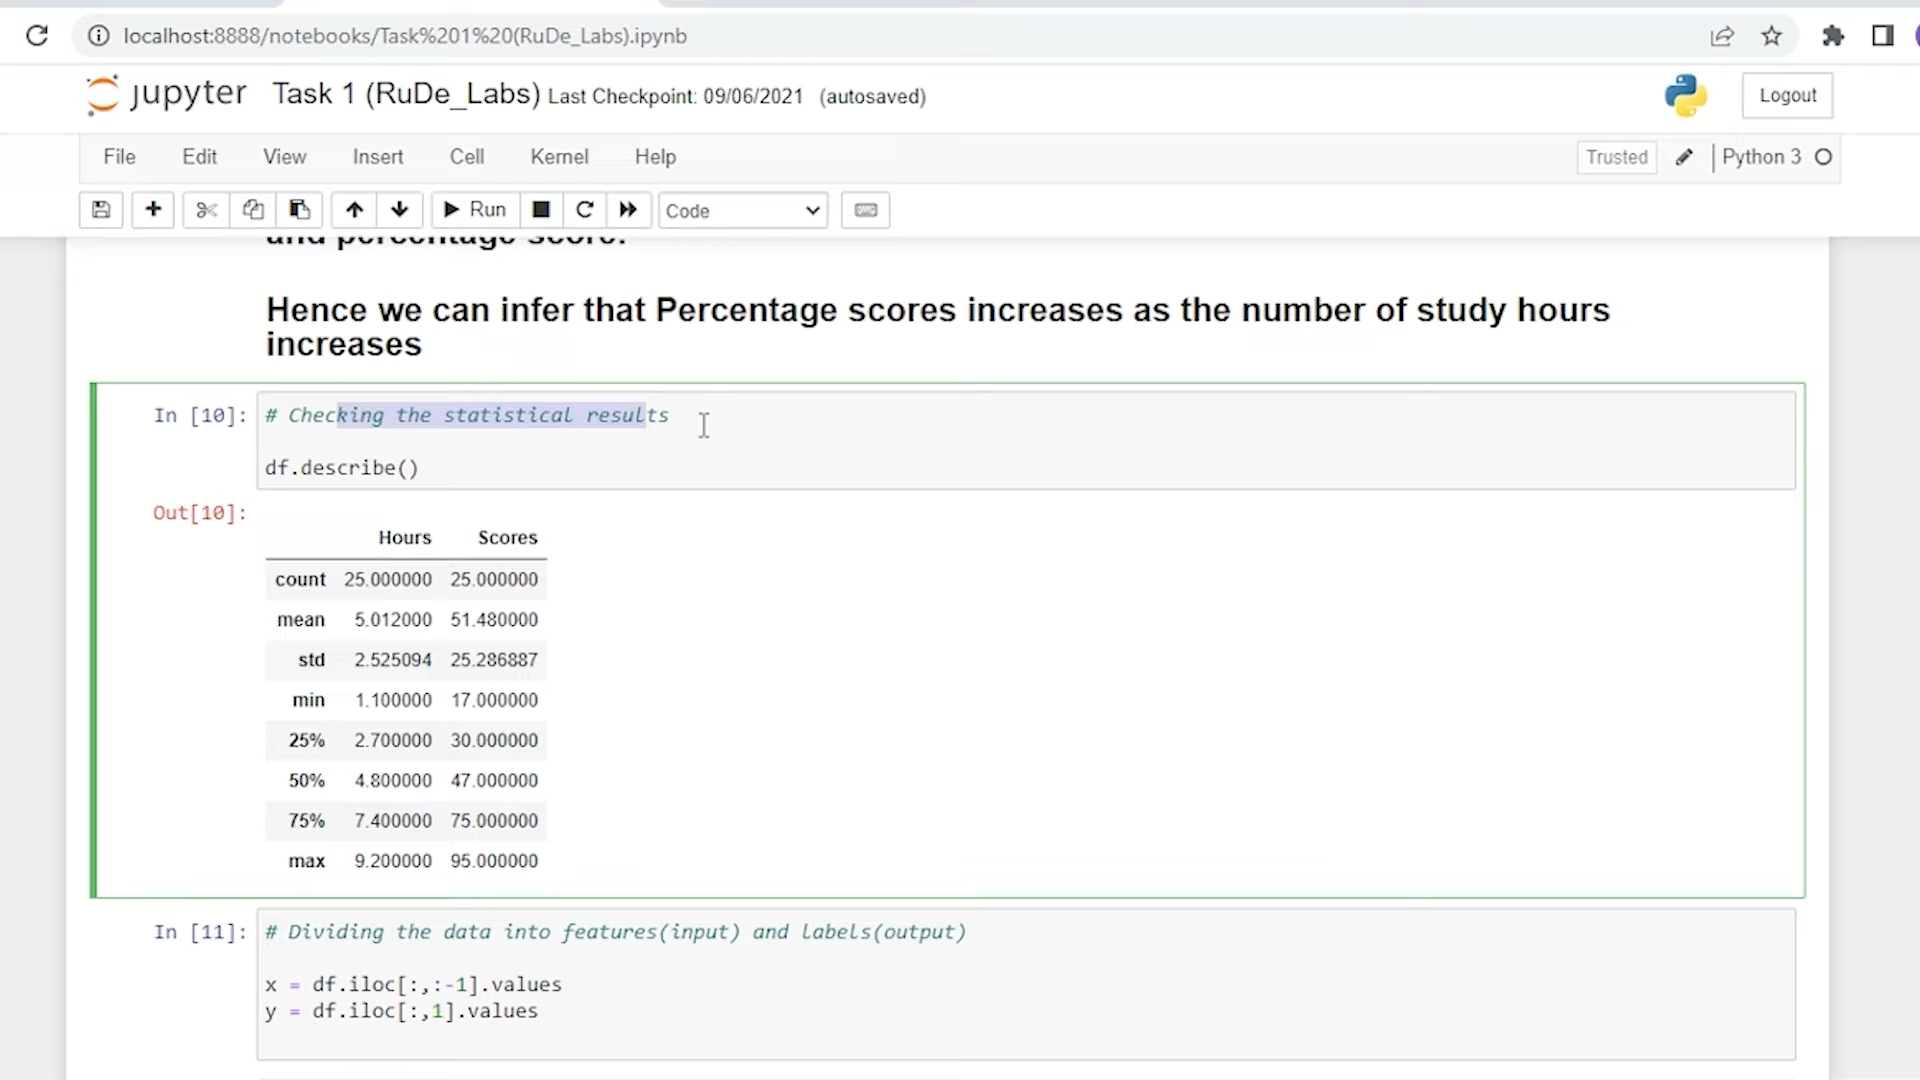 localhost:8888/notebooks/Task%201%20(RuDe_Labs).ipynb
jupyter Task 1 (RuDe_Labs) Last Checkpoint: 09/06/2021 (autosaved)
Logout
File Edit View Insert Cell Kernel Help
Trusted Python 3
Run Code
and percentage score.
Hence we can infer that Percentage scores increases as the number of study hours
increases
In [10]: # Checking the statistical results
df.describe()
Out[10]:
Hours Scores
count 25.000000 25.000000
mean 5.012000 51.480000
std 2.525094 25.286887
min 1.100000 17.000000
25% 2.700000 30.000000
50% 4.800000 47.000000
75% 7.400000 75.000000
max 9.200000 95.000000
In [11]: # Dividing the data into features(input) and labels(output)
x = df.iloc[:,:-1].values
y = df.iloc[:,1].values